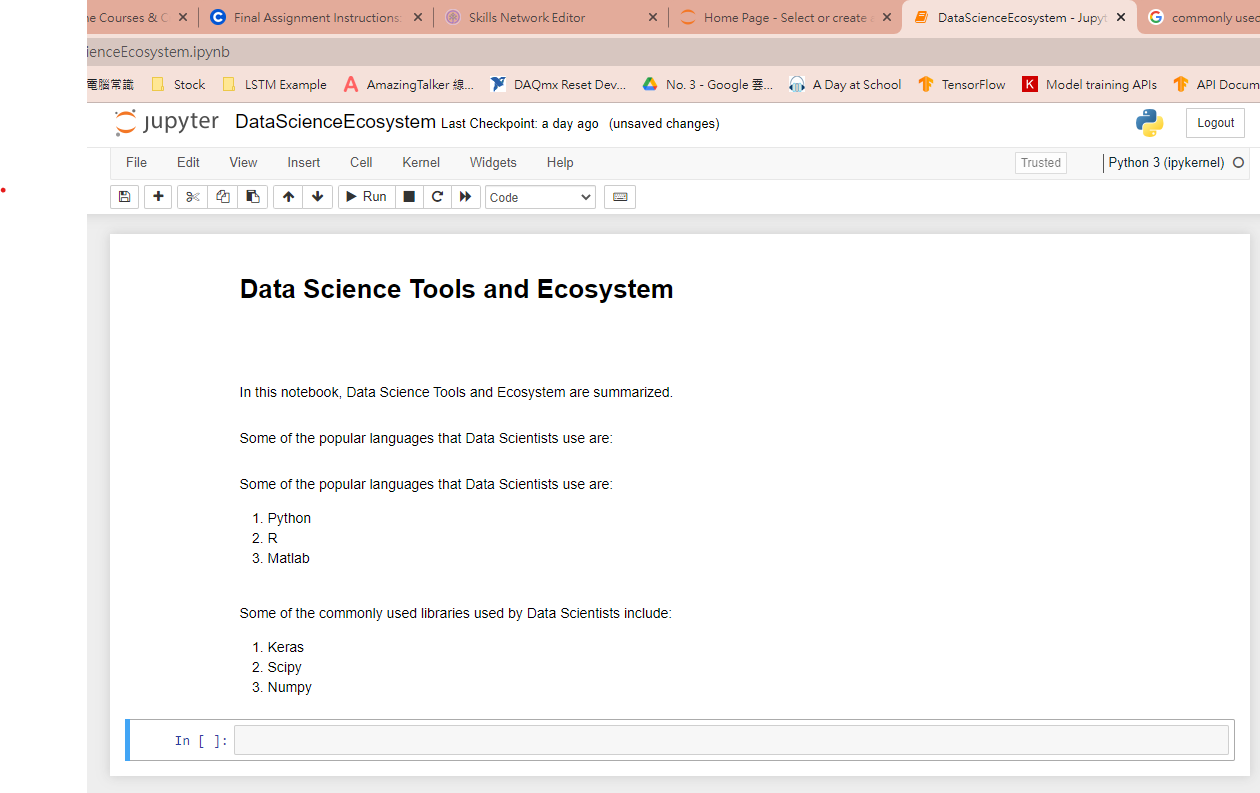 ne Courses & C
Final Assignment Instructions:
Skills Network Editor
Home Page - Select or create a
DataScienceEcosystem - Jupyt
commonly used
ienceEcosystem.ipynb
電腦常識
Stock
LSTM Example
AmazingTalker 線...
DAQmx Reset Dev...
No. 3 - Google 雲...
A Day at School
TensorFlow
Model training APIs
API Docum
jupyter DataScienceEcosystem Last Checkpoint: a day ago (unsaved changes)
Logout
File Edit View Insert Cell Kernel Widgets Help
Trusted
Python 3 (ipykernel)
Run
Code
Data Science Tools and Ecosystem
In this notebook, Data Science Tools and Ecosystem are summarized.
Some of the popular languages that Data Scientists use are:
Some of the popular languages that Data Scientists use are:
1. Python
2. R
3. Matlab
Some of the commonly used libraries used by Data Scientists include:
1. Keras
2. Scipy
3. Numpy
In [ ]: